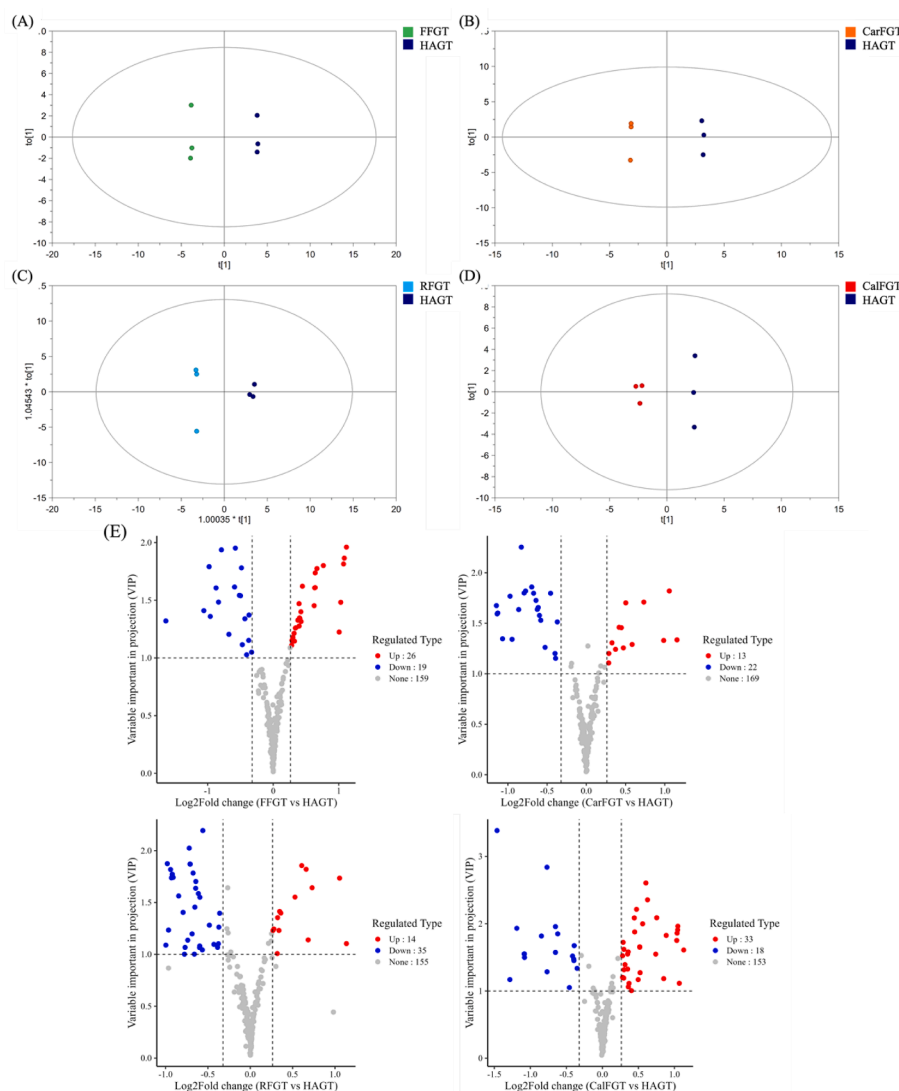 (A)
FFGT
HAGT
.0
8
6
4
2
0
-2
-4
-6
-8
-10
-20
-15
-10
-5
0
5
10
15
20
to[1]
t[1]
(B)
CarFGT
HAGT
15
10
5
0
-5
-10
-15
-15
-10
-5
0
5
10
15
to[1]
t[1]
(C)
RFGT
HAGT
.5
10
5
0
-5
-10
-15
-20
-15
-10
-5
0
5
10
15
20
1.04543 * to[1]
1.00035 * t[1]
(D)
CalFGT
HAGT
10
8
6
4
2
0
-2
-4
-6
-8
-10
-15
-10
-5
0
5
10
15
to[1]
t[1]
(E)
2.0
1.5
1.0
0.5
0.0
-1
0
1
Variable important in projection (VIP)
Log2Fold change (FFGT vs HAGT)
Regulated Type
Up : 26
Down : 19
None : 159
2.0
1.5
1.0
0.5
0.0
-1.0
-0.5
0.0
0.5
1.0
Variable important in projection (VIP)
Log2Fold change (CarFGT vs HAGT)
Regulated Type
Up : 13
Down : 22
None : 169
2.0
1.5
1.0
0.5
0.0
-1.0
-0.5
0.0
0.5
1.0
Variable important in projection (VIP)
Log2Fold change (RFGT vs HAGT)
Regulated Type
Up : 14
Down : 35
None : 155
3
2
1
0
-1.5
-1.0
-0.5
0.0
0.5
1.0
Variable important in projection (VIP)
Log2Fold change (CalFGT vs HAGT)
Regulated Type
Up : 33
Down : 18
None : 153